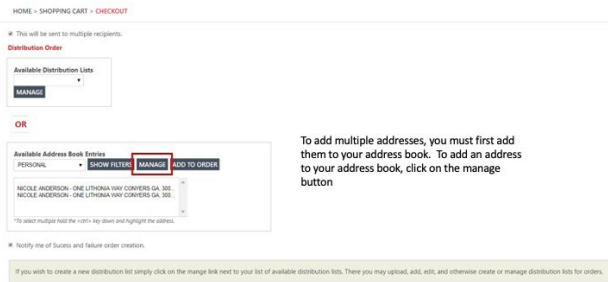 HOME > SHOPPING CART > CHECKOUT
This will be sent to multiple recipients.
Distribution Order
Available Distribution Lists
MANAGE
OR
Available Address Book Entries
PERSONAL SHOW FILTERS MANAGE ADD TO ORDER
NICOLE ANDERSON - ONE LITHONIA WAY CONYERS GA. 300...
NICOLE ANDERSON - ONE LITHONIA WAY CONYERS GA. 300...
*To select multiple hold the <ctrl> key down and highlight the address.
To add multiple addresses, you must first add
them to your address book. To add an address
to your address book, click on the manage
button
Notify me of Sucess and failure order creation.
If you wish to create a new distribution list simply click on the mange link next to your list of available distribution lists. There you may upload, add, edit, and otherwise create or manage distribution lists for orders.